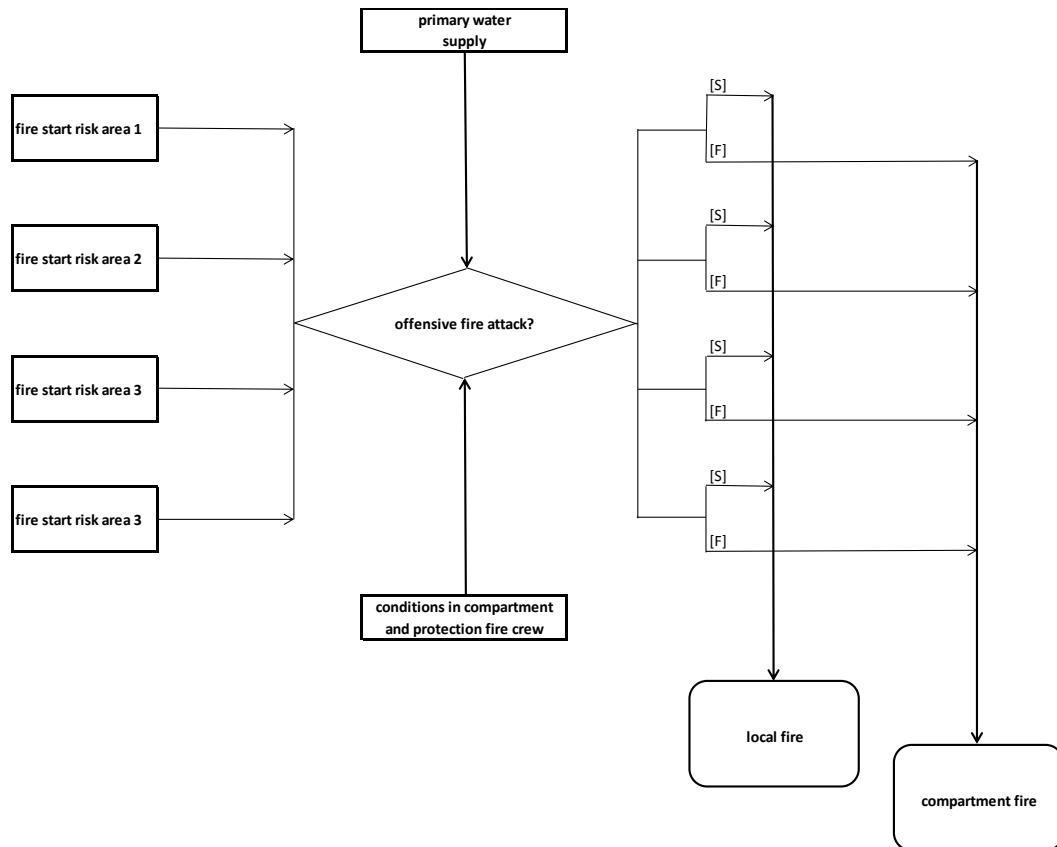 primary water
supply
[S]
fire start risk area 1
[F]
[S]
fire start risk area 2
[F]
offensive fire attack?
[S]
fire start risk area 3
[F]
[S]
fire start risk area 3
[F]
conditions in compartment
and protection fire crew
local fire
compartment fire